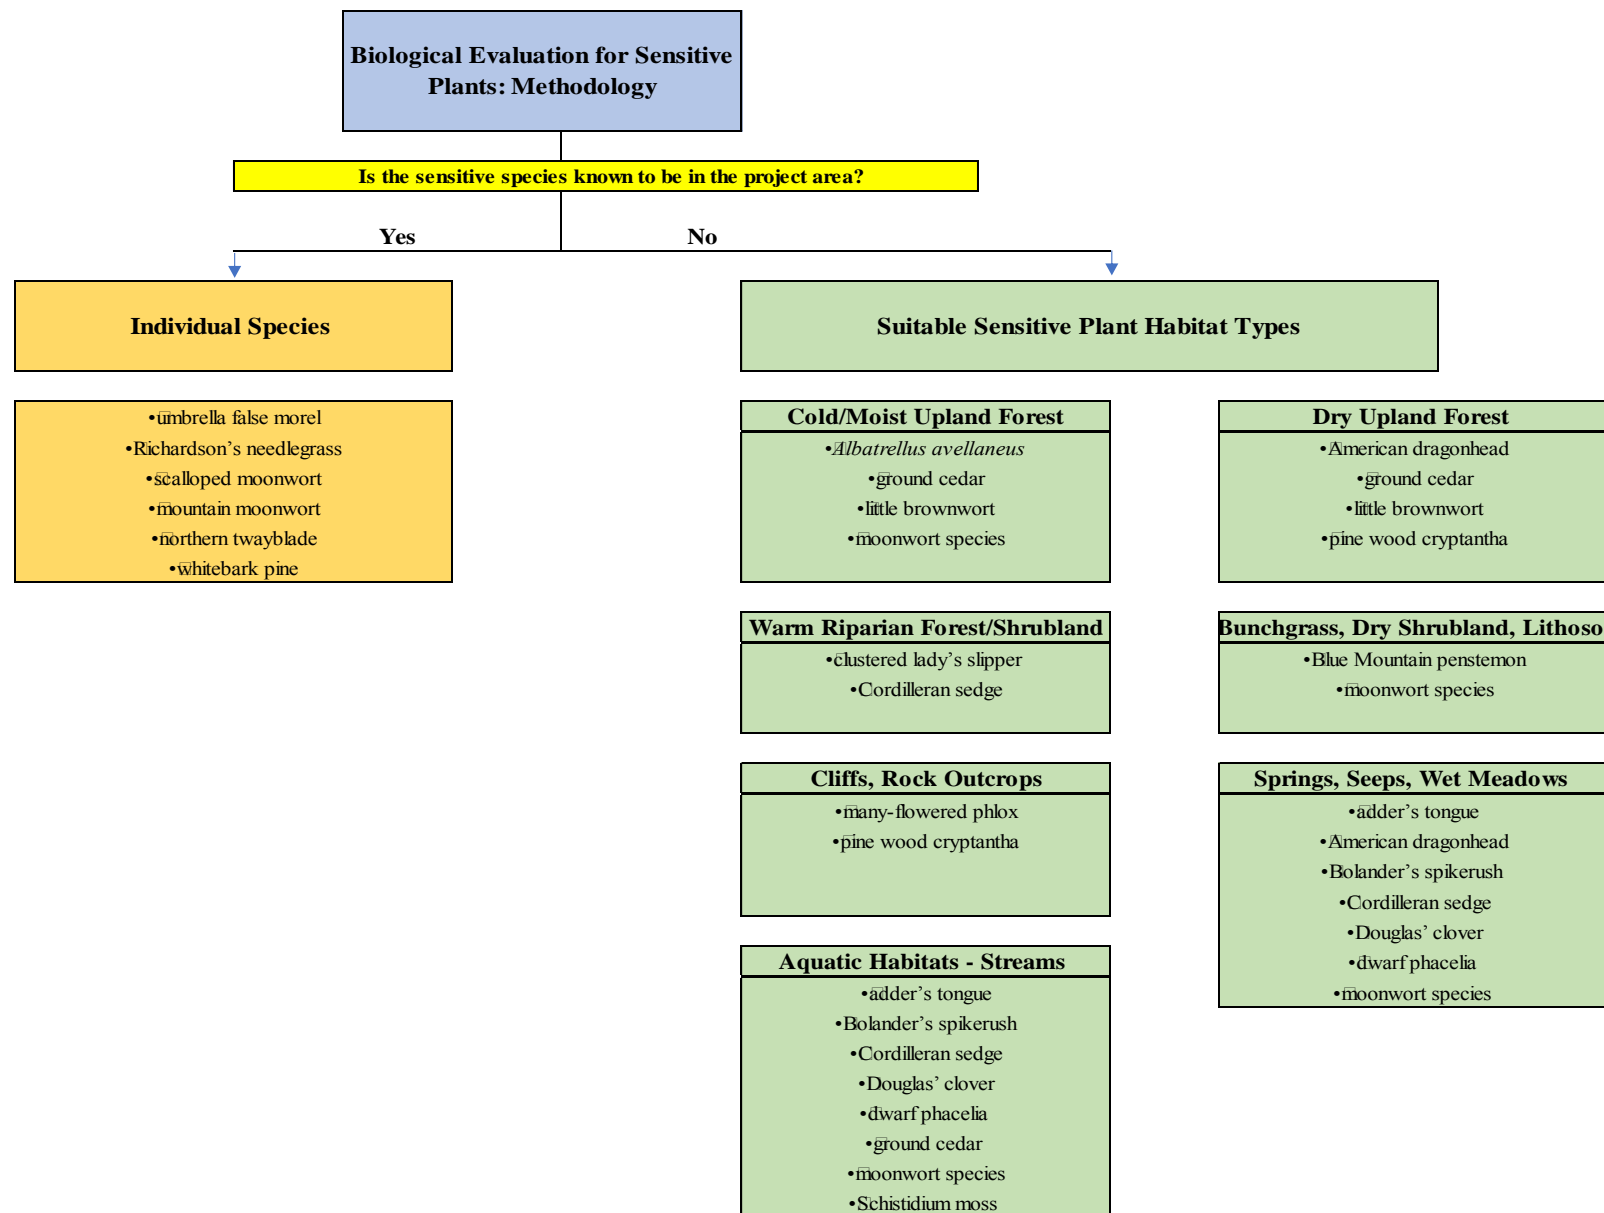 Biological Evaluation for Sensitive
Plants: Methodology
Is the sensitive species known to be in the project area?
Yes
No
Individual Species
•umbrella false morel
•Richardson’s needlegrass
•scalloped moonwort
•mountain moonwort
•northern twayblade
•whitebark pine
Suitable Sensitive Plant Habitat Types
Cold/Moist Upland Forest
•Albatrellus avellaneus
•ground cedar
•little brownwort
•moonwort species
Dry Upland Forest
•American dragonhead
•ground cedar
•little brownwort
•pine wood cryptantha
Warm Riparian Forest/Shrubland
•clustered lady’s slipper
•Cordilleran sedge
Bunchgrass, Dry Shrubland, Lithoso
•Blue Mountain penstemon
•moonwort species
Cliffs, Rock Outcrops
•many-flowered phlox
•pine wood cryptantha
Springs, Seeps, Wet Meadows
•adder’s tongue
•American dragonhead
•Bolander’s spikerush
•Cordilleran sedge
•Douglas’ clover
•dwarf phacelia
•moonwort species
Aquatic Habitats - Streams
•adder’s tongue
•Bolander’s spikerush
•Cordilleran sedge
•Douglas’ clover
•dwarf phacelia
•ground cedar
•moonwort species
•Schistidium moss